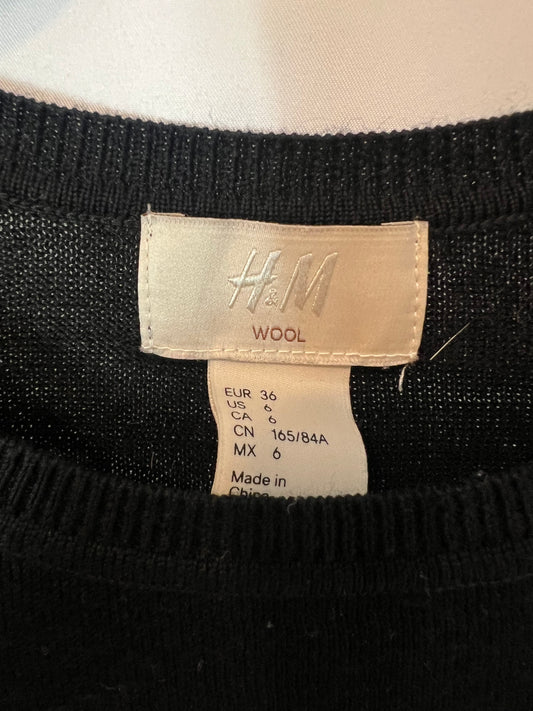 H&M
WOOL
EUR 36
US 6
CA 6
CN 165/84A
MX 6
Made in
China